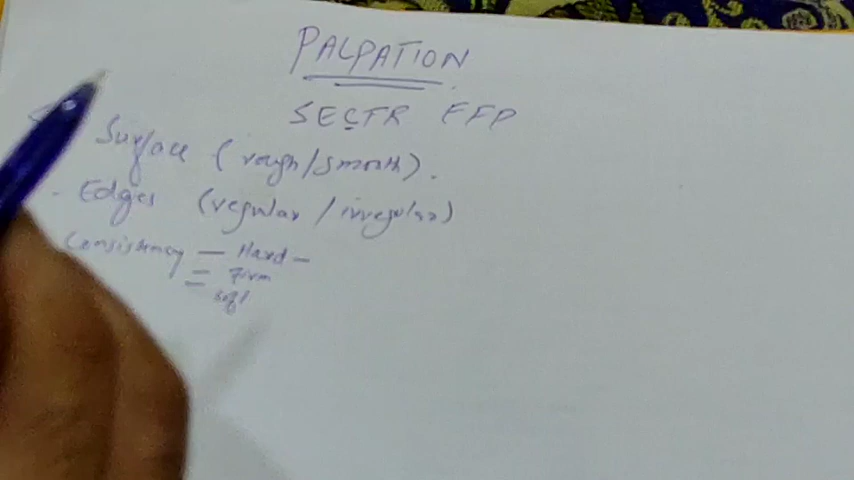 PALPATION
SECTR FFP
Surface (rough/smooth).
- Edges (regular / irregular)
Consistency — Hard –
= Firm
soft